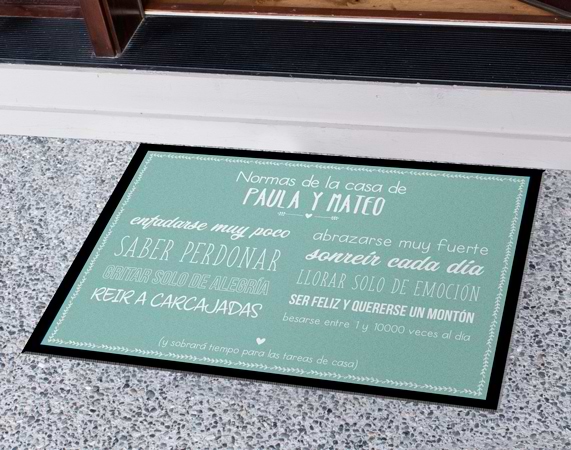 Normas de la casa de
PAULA Y MATEO
enfadarse muy poco
SABER PERDONAR
GRITAR SOLO DE ALEGRÍA
REIR A CARCAJADAS
abrazarse muy fuerte
sonreír cada día
LLORAR SOLO DE EMOCIÓN
SER FELIZ Y QUERERSE UN MONTÓN
besarse entre 1 y 10000 veces al día
(y sobrará tiempo para las tareas de casa)